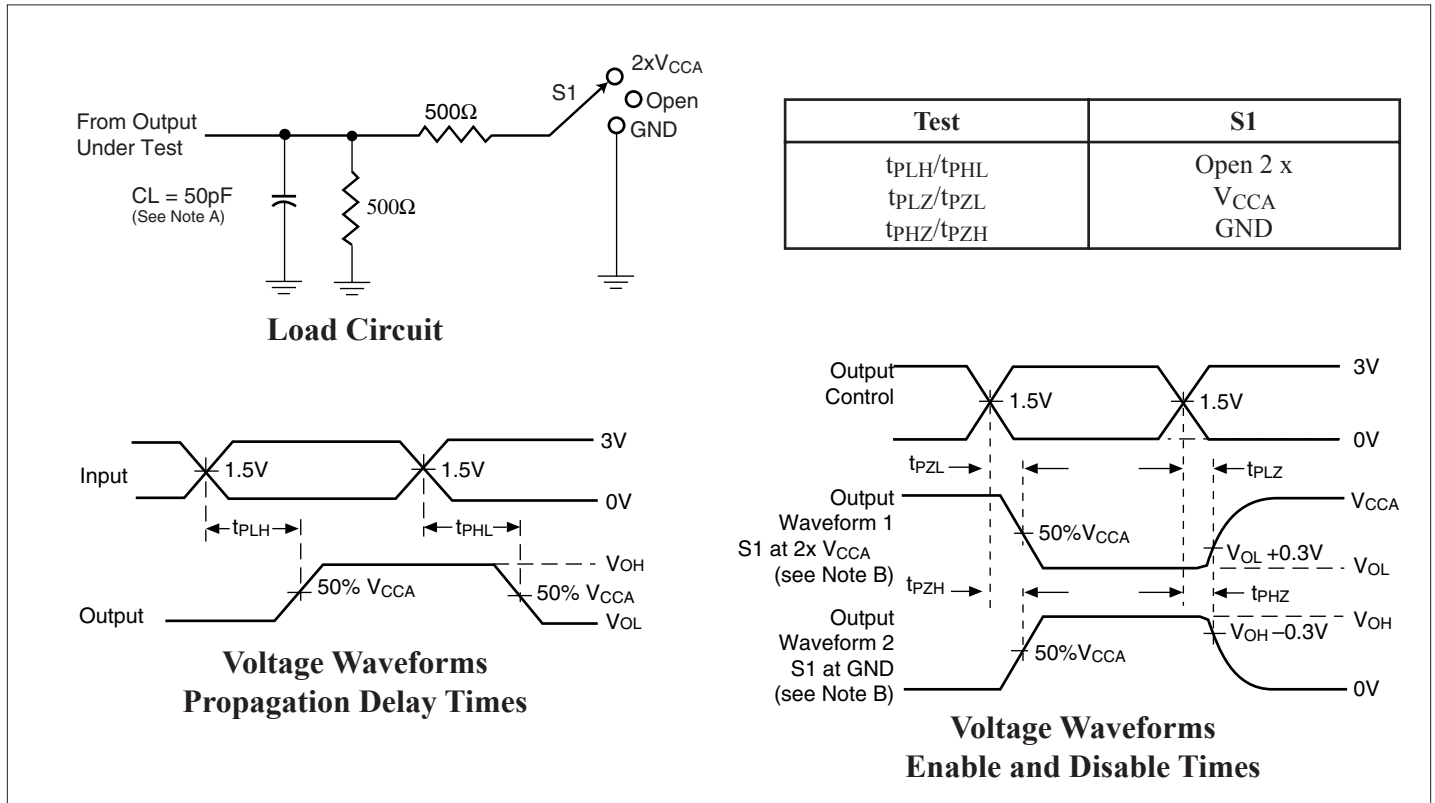 2xVCCA
S1
Open
GND
500Ω
From Output
Under Test
CL = 50pF
(See Note A)
500Ω
Load Circuit
Test S1
tPLH/tPHL Open 2 x
tPLZ/tPZL VCCA
tPHZ/tPZH GND
Input
1.5V
1.5V
3V
0V
tPLH
tPHL
Output
50% VCCA
50% VCCA
VOH
VOL
Voltage Waveforms
Propagation Delay Times
Output
Control
1.5V
1.5V
3V
0V
tPZL
tPLZ
Output
Waveform 1
S1 at 2x VCCA
(see Note B)
50%VCCA
VCCA
VOL +0.3V
VOL
tPZH
tPHZ
Output
Waveform 2
S1 at GND
(see Note B)
50%VCCA
VOH
VOH –0.3V
0V
Voltage Waveforms
Enable and Disable Times